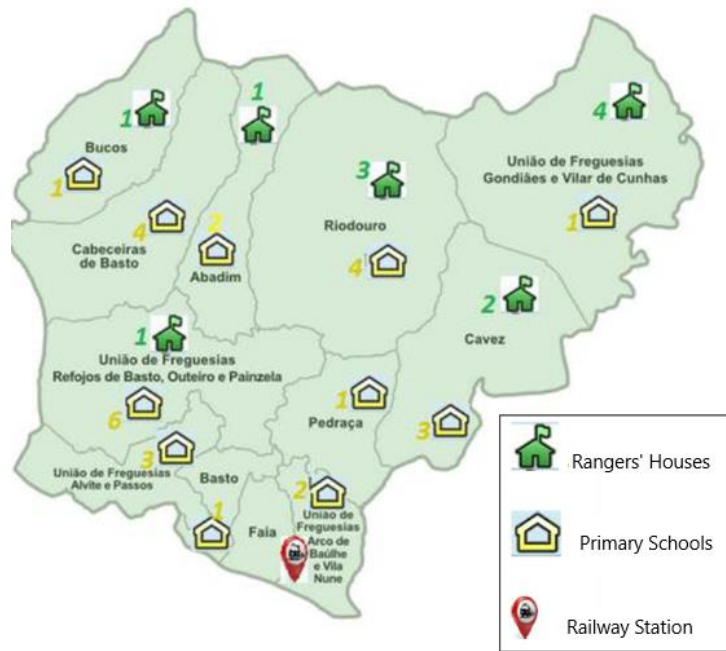 1
1
4
Bucos
3
União de Freguesias
Gondiães e Vilar de Cunhas
1
4
2
1
Riodouro
Cabeceiras
de Basto
Abadim
4
2
1
Cavez
União de Freguesias
Refojos de Basto, Outeiro e Painzela
6
1
Pedraça
3
3
União de Freguesias
Alvite e Passos
Basto
2
1
Faia
União de
Freguesias
Arco de
Baúlhe
e Vila
Nune
Rangers' Houses
Primary Schools
Railway Station